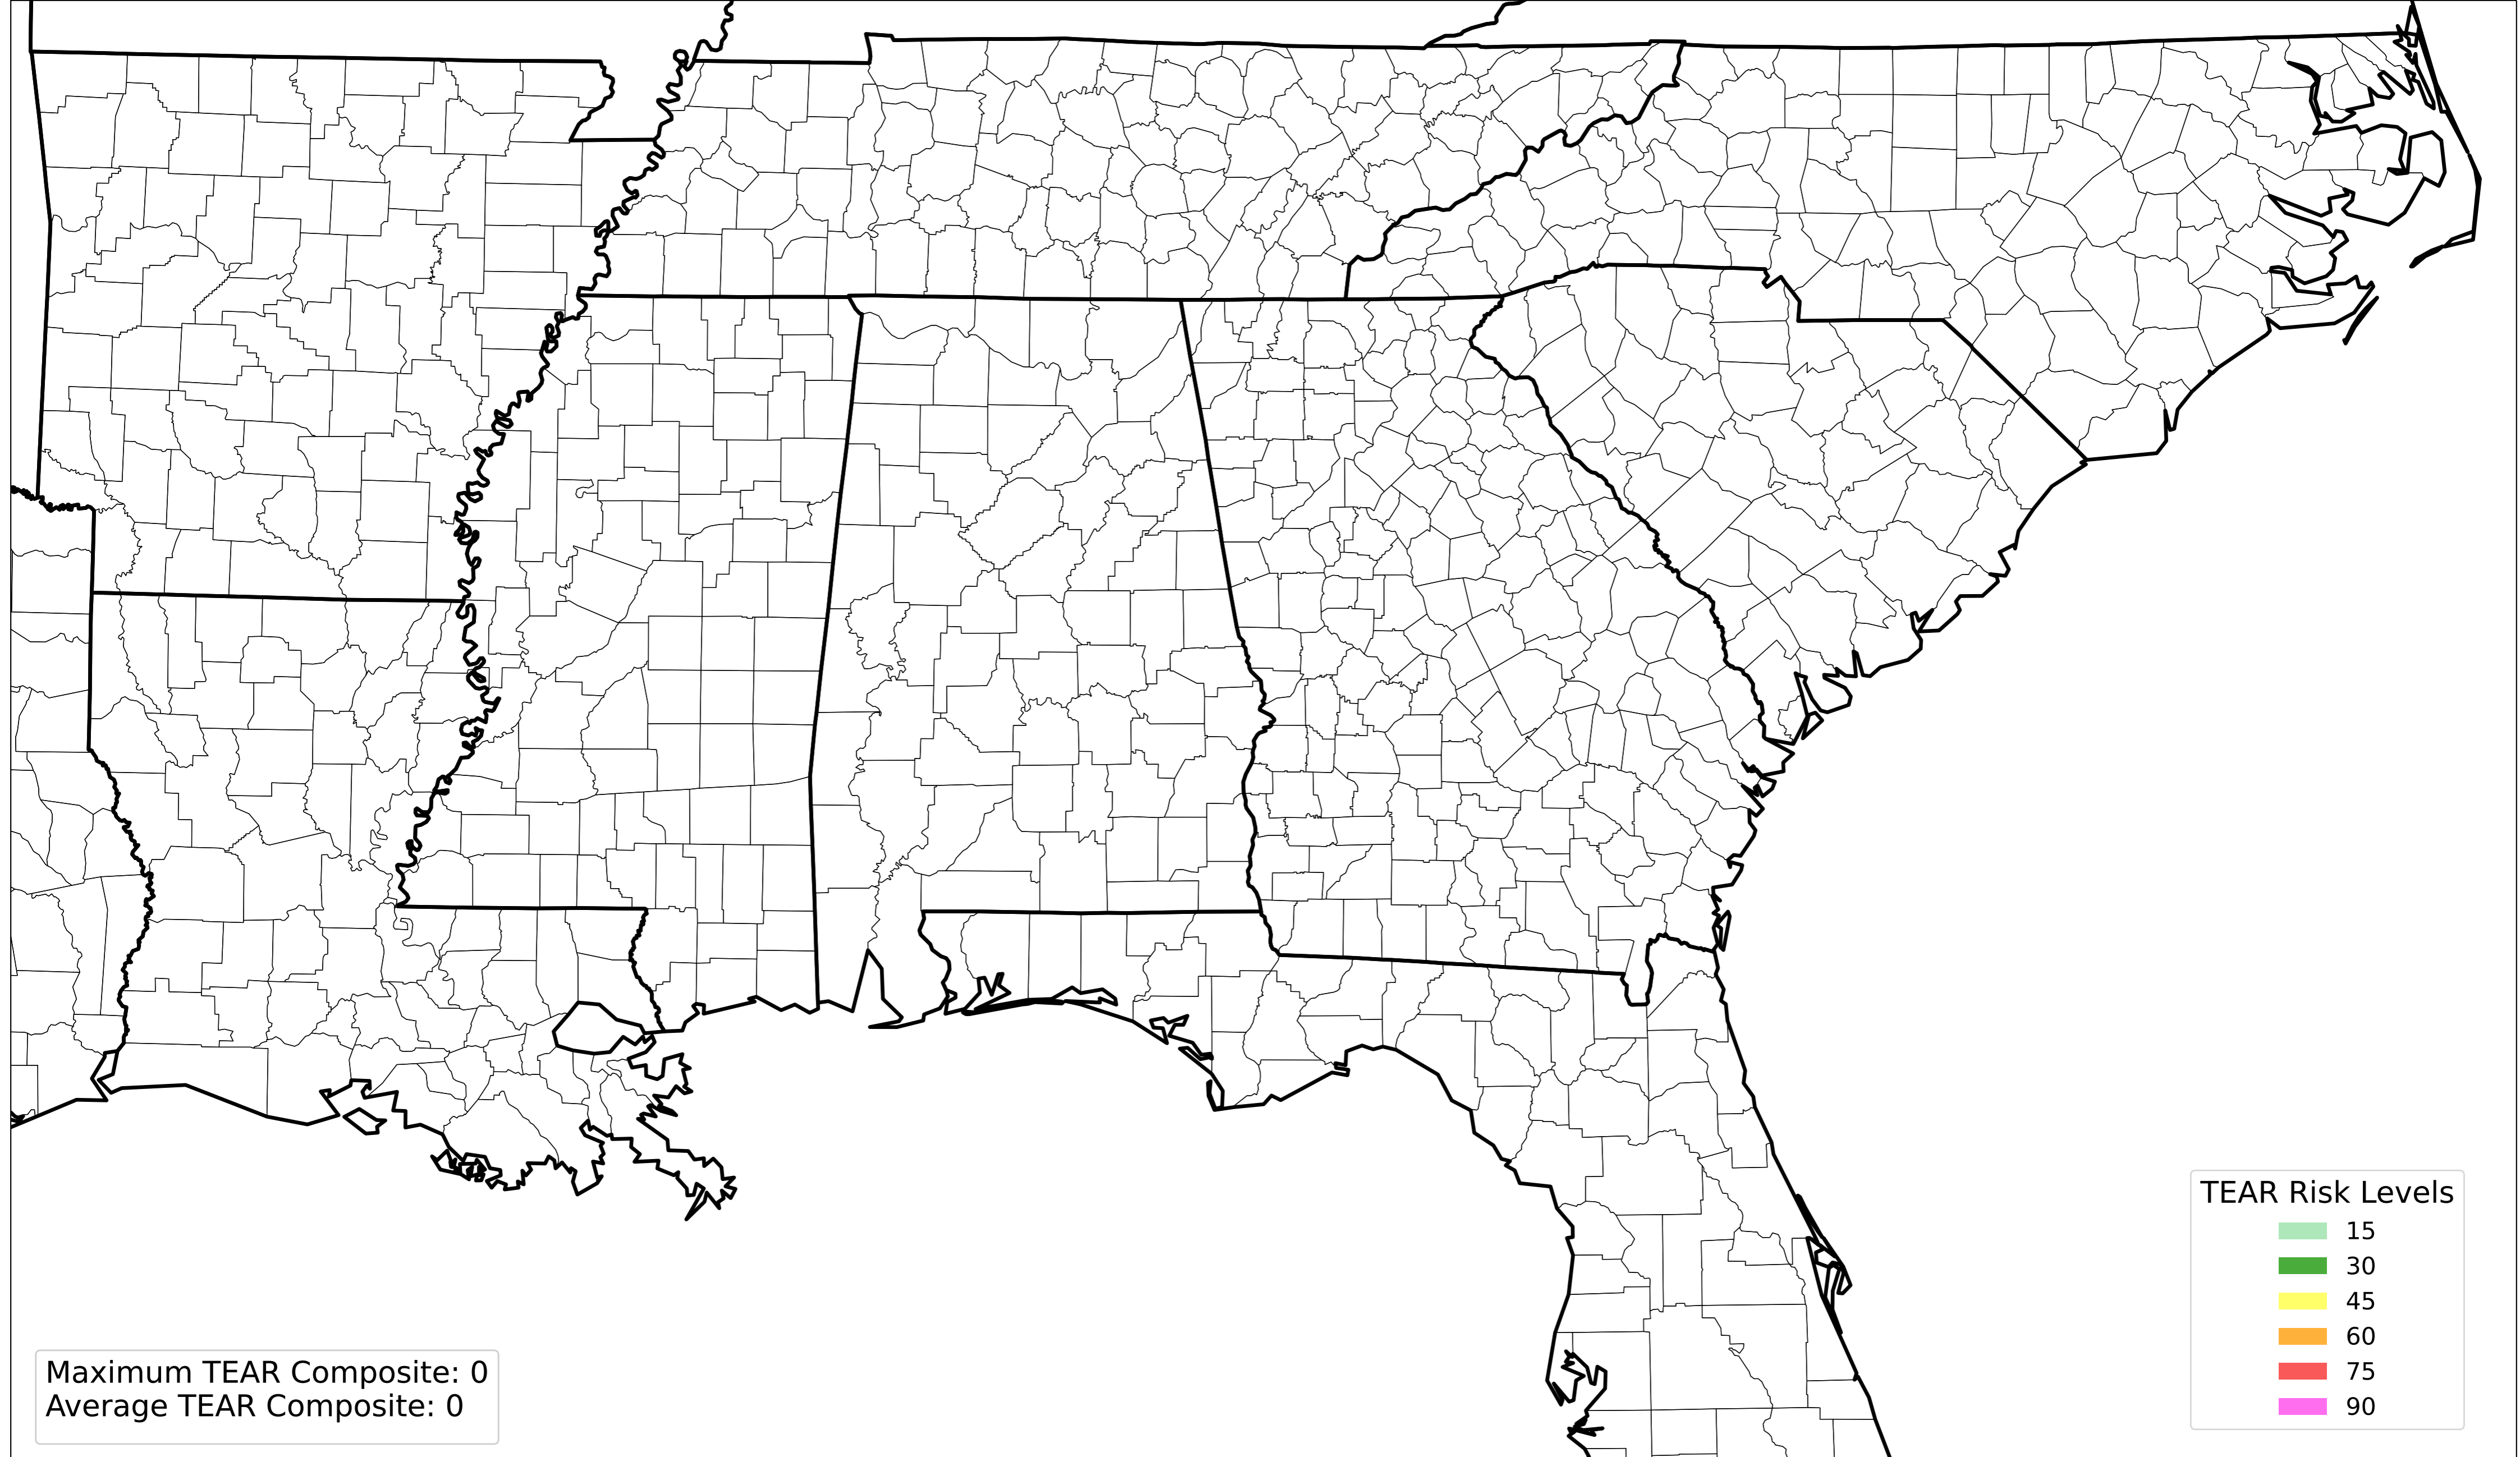 TEAR Risk Levels
15
30
45
60
75
90
Maximum TEAR Composite: 0
Average TEAR Composite: 0